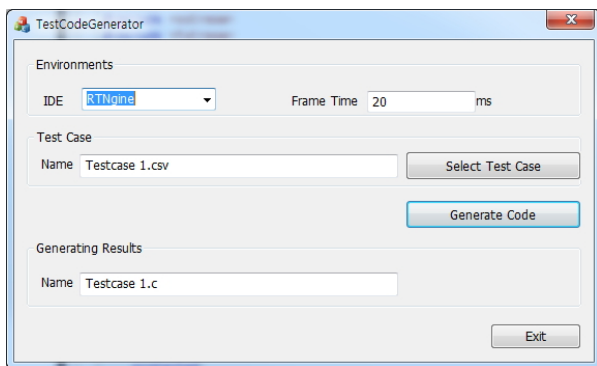 TestCodeGenerator
Environments
IDE RTNgine Frame Time 20 ms
Test Case
Name Testcase 1.csv Select Test Case
Generate Code
Generating Results
Name Testcase 1.c
Exit